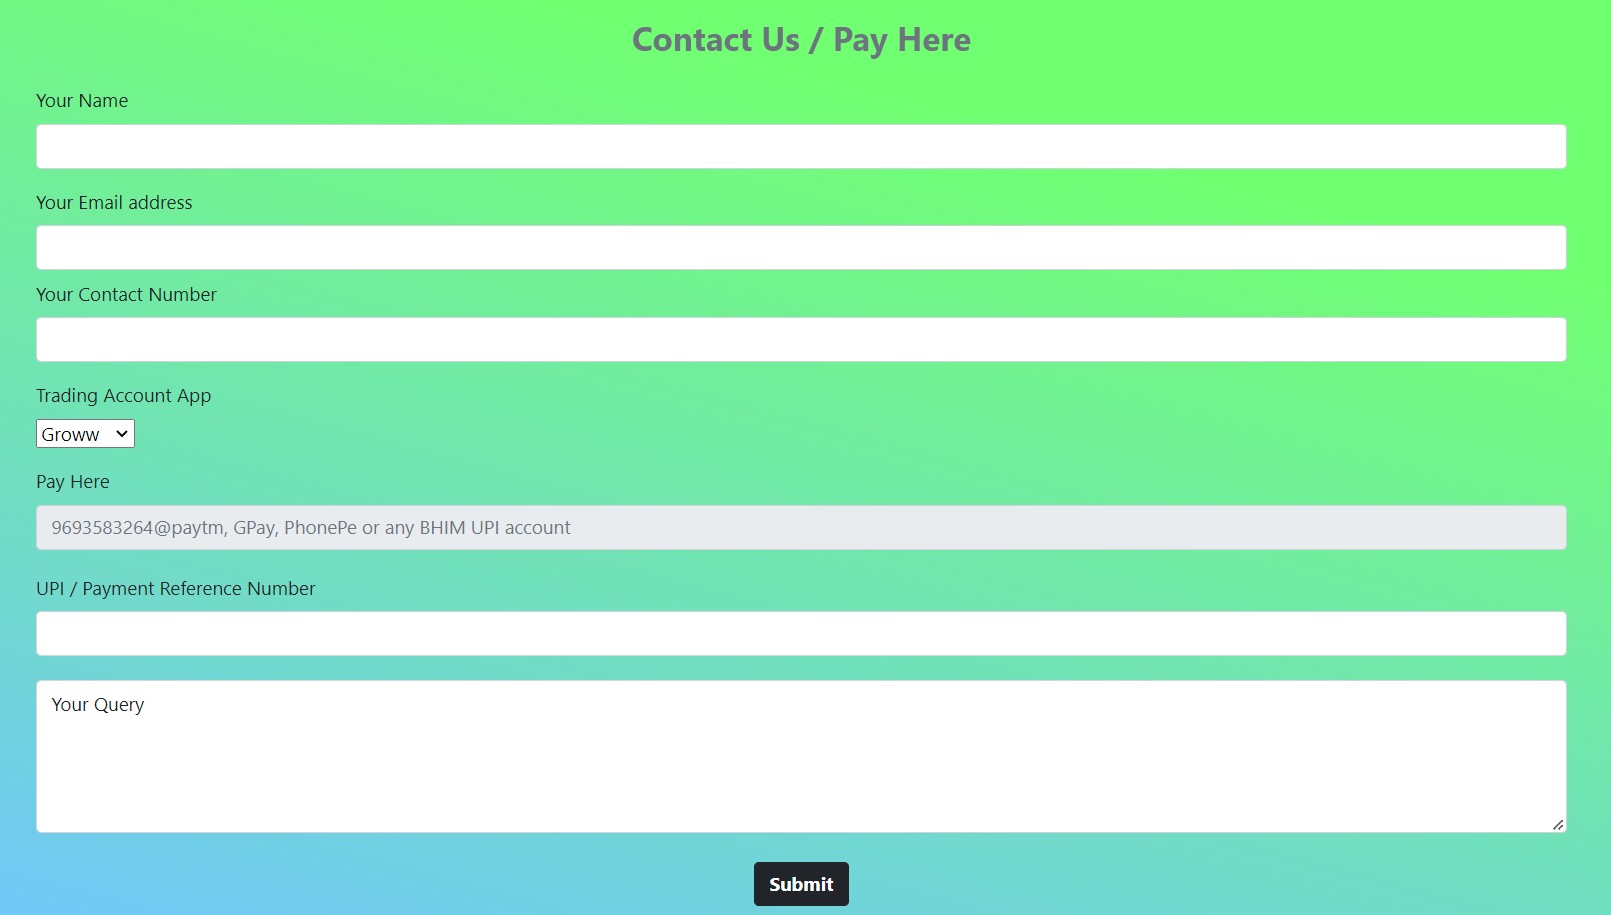 Contact Us / Pay Here
Your Name
Your Email address
Your Contact Number
Trading Account App
Groww
Pay Here
9693583264@paytm, GPay, PhonePe or any BHIM UPI account
UPI / Payment Reference Number
Your Query
Submit